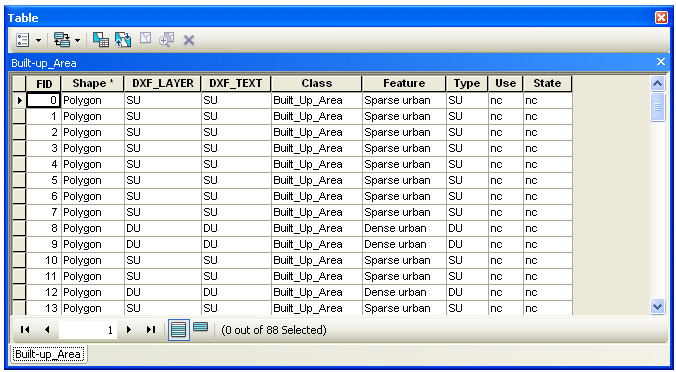 Table
Built-up_Area
FID Shape * DXF_LAYER DXF_TEXT Class Feature Type Use State
0 Polygon SU SU Built_Up_Area Sparse urban SU nc nc
1 Polygon SU SU Built_Up_Area Sparse urban SU nc nc
2 Polygon SU SU Built_Up_Area Sparse urban SU nc nc
3 Polygon SU SU Built_Up_Area Sparse urban SU nc nc
4 Polygon SU SU Built_Up_Area Sparse urban SU nc nc
5 Polygon SU SU Built_Up_Area Sparse urban SU nc nc
6 Polygon SU SU Built_Up_Area Sparse urban SU nc nc
7 Polygon SU SU Built_Up_Area Sparse urban SU nc nc
8 Polygon DU DU Built_Up_Area Dense urban DU nc nc
9 Polygon DU DU Built_Up_Area Dense urban DU nc nc
10 Polygon SU SU Built_Up_Area Sparse urban SU nc nc
11 Polygon SU SU Built_Up_Area Sparse urban SU nc nc
12 Polygon DU DU Built_Up_Area Dense urban DU nc nc
13 Polygon SU SU Built_Up_Area Sparse urban SU nc nc
1 (0 out of 88 Selected)
Built-up_Area